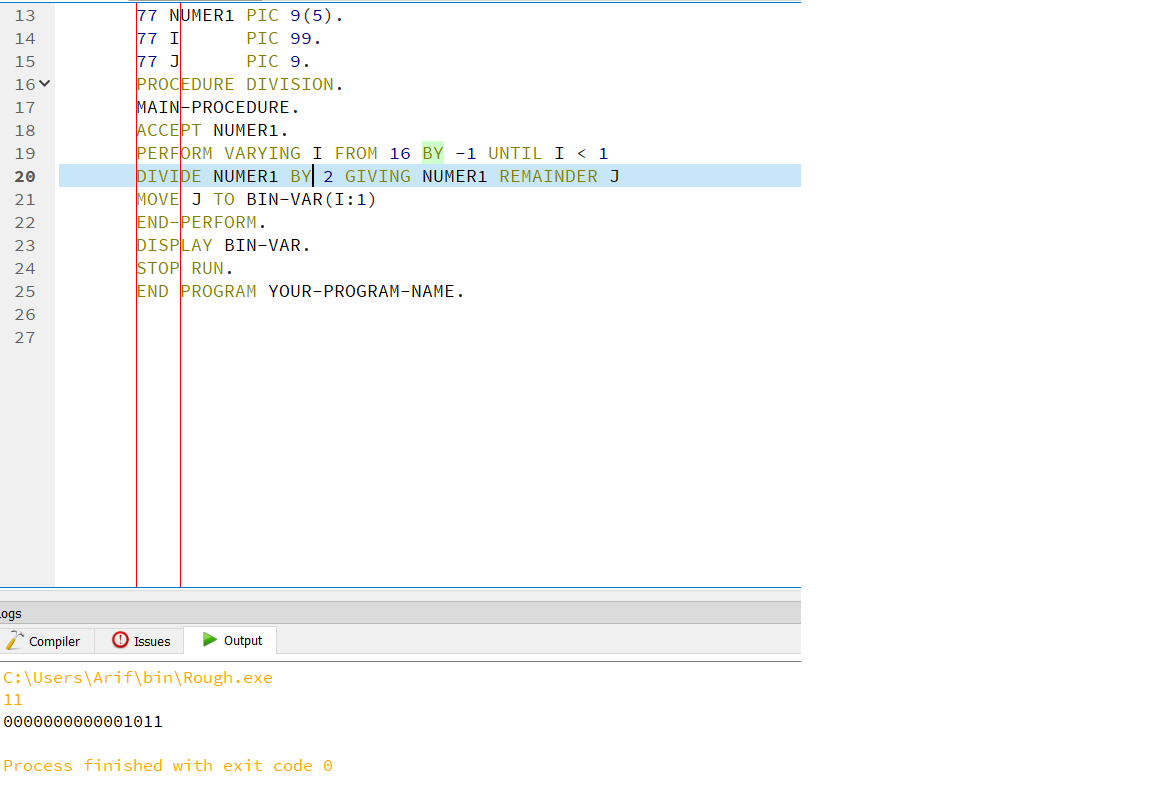 13 77 NUMER1 PIC 9(5).
14 77 I PIC 99.
15 77 J PIC 9.
16 PROCEDURE DIVISION.
17 MAIN-PROCEDURE.
18 ACCEPT NUMER1.
19 PERFORM VARYING I FROM 16 BY -1 UNTIL I < 1
20 DIVIDE NUMER1 BY 2 GIVING NUMER1 REMAINDER J
21 MOVE J TO BIN-VAR(I:1)
22 END-PERFORM.
23 DISPLAY BIN-VAR.
24 STOP RUN.
25 END PROGRAM YOUR-PROGRAM-NAME.
26
27
ogs
Compiler Issues Output
C:\Users\Arif\bin\Rough.exe
11
0000000000001011
Process finished with exit code 0